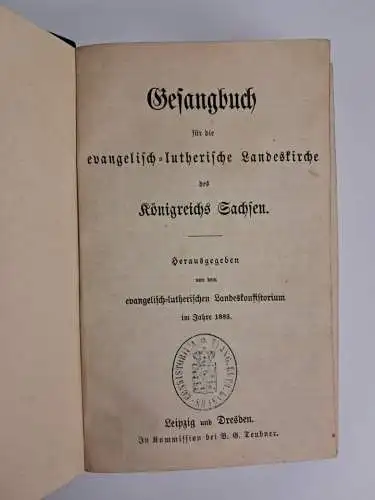 Gesangbuch
für die
evangelisch-lutherische Landeskirche
des
Königreichs Sachsen.
Herausgegeben
von dem
evangelisch-lutherischen Landeskonsistorium
im Jahre 1883.
Leipzig und Dresden.
In Kommission bei B. G. Teubner.